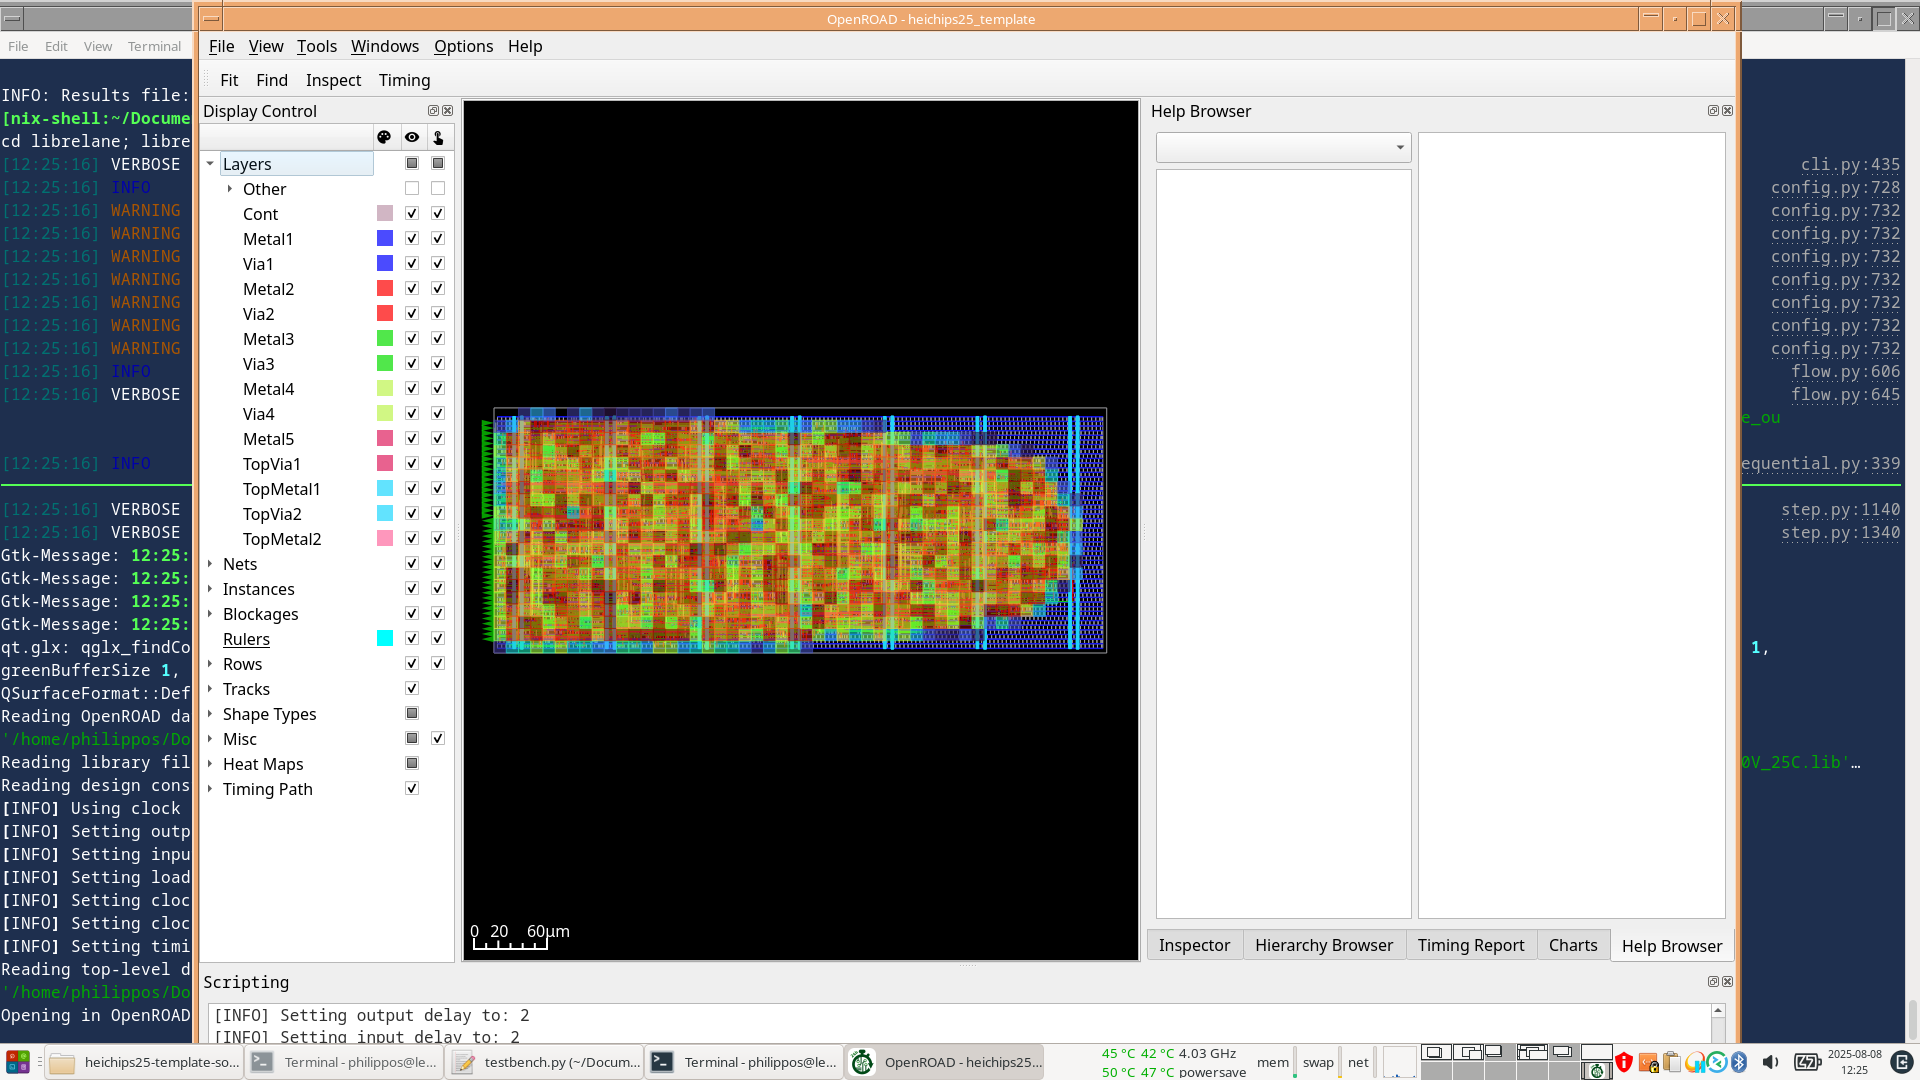 OpenROAD - heichips25_template
File Edit View Terminal
File View Tools Windows Options Help
Fit Find Inspect Timing
Display Control
Layers
Other
Cont
Metal1
Via1
Metal2
Via2
Metal3
Via3
Metal4
Via4
Metal5
TopVia1
TopMetal1
TopVia2
TopMetal2
Nets
Instances
Blockages
Rulers
Rows
Tracks
Shape Types
Misc
Heat Maps
Timing Path
0 20 60μm
Help Browser
Inspector Hierarchy Browser Timing Report Charts Help Browser
Scripting
[INFO] Setting output delay to: 2
[INFO] Setting input delay to: 2
INFO: Results file:
[nix-shell:~/Docume
cd librelane; libre
[12:25:16] VERBOSE cli.py:435
[12:25:16] INFO config.py:728
[12:25:16] WARNING config.py:732
[12:25:16] WARNING config.py:732
[12:25:16] WARNING config.py:732
[12:25:16] WARNING config.py:732
[12:25:16] WARNING config.py:732
[12:25:16] WARNING config.py:732
[12:25:16] WARNING config.py:732
[12:25:16] INFO flow.py:606
[12:25:16] VERBOSE flow.py:645
e_ou
[12:25:16] INFO equential.py:339
[12:25:16] VERBOSE step.py:1140
[12:25:16] VERBOSE step.py:1340
Gtk-Message: 12:25:
Gtk-Message: 12:25:
Gtk-Message: 12:25:
Gtk-Message: 12:25:
qt.glx: qglx_findCo 1,
greenBufferSize 1,
QSurfaceFormat::Def
Reading OpenROAD da
'/home/philippos/Do
Reading library fil 0V_25C.lib'…
Reading design cons
[INFO] Using clock
[INFO] Setting outp
[INFO] Setting inpu
[INFO] Setting load
[INFO] Setting cloc
[INFO] Setting cloc
[INFO] Setting timi
Reading top-level d
'/home/philippos/Do
Opening in OpenROAD
heichips25-template-so...
Terminal - philippos@le...
testbench.py (~/Docum...
Terminal - philippos@le...
OpenROAD - heichips25...
45 °C 42 °C 4.03 GHz
50 °C 47 °C powersave
mem swap net
2025-08-08
12:25